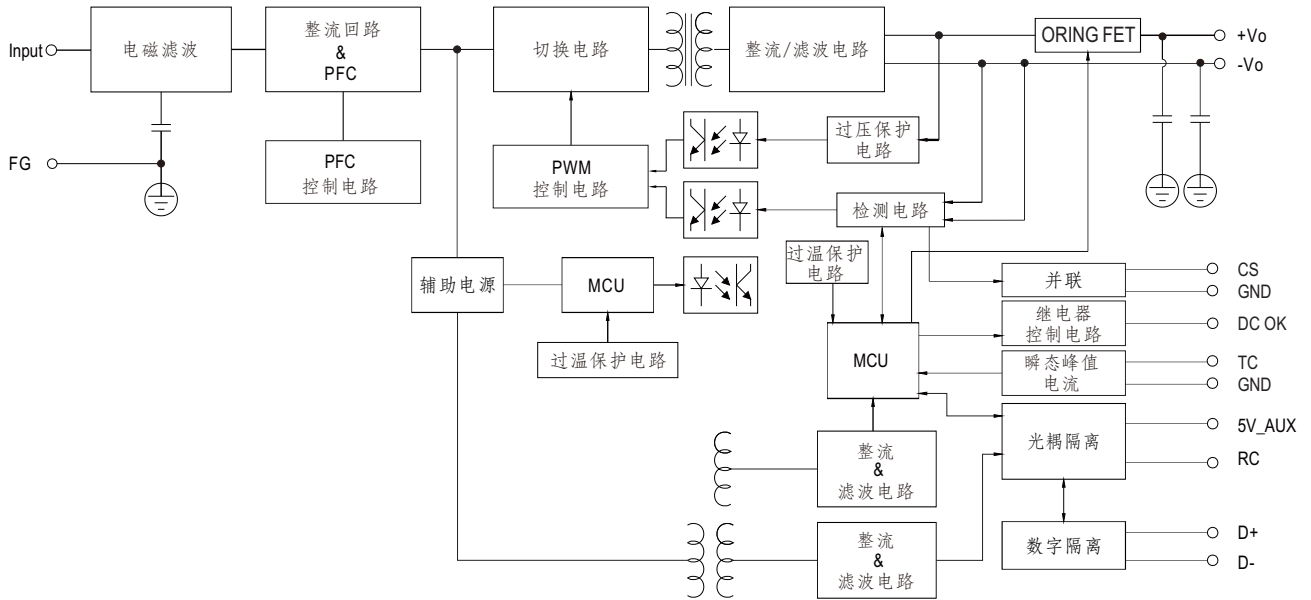 Input
电磁滤波
整流回路
&
PFC
切换电路
整流/滤波电路
ORING FET
+Vo
-Vo
FG
PFC
控制电路
PWM
控制电路
过压保护
电路
检测电路
过温保护
电路
辅助电源
MCU
过温保护电路
MCU
并联
CS
GND
继电器
控制电路
DC OK
瞬态峰值
电流
TC
GND
光耦隔离
5V_AUX
RC
整流
&
滤波电路
整流
&
滤波电路
数字隔离
D+
D-